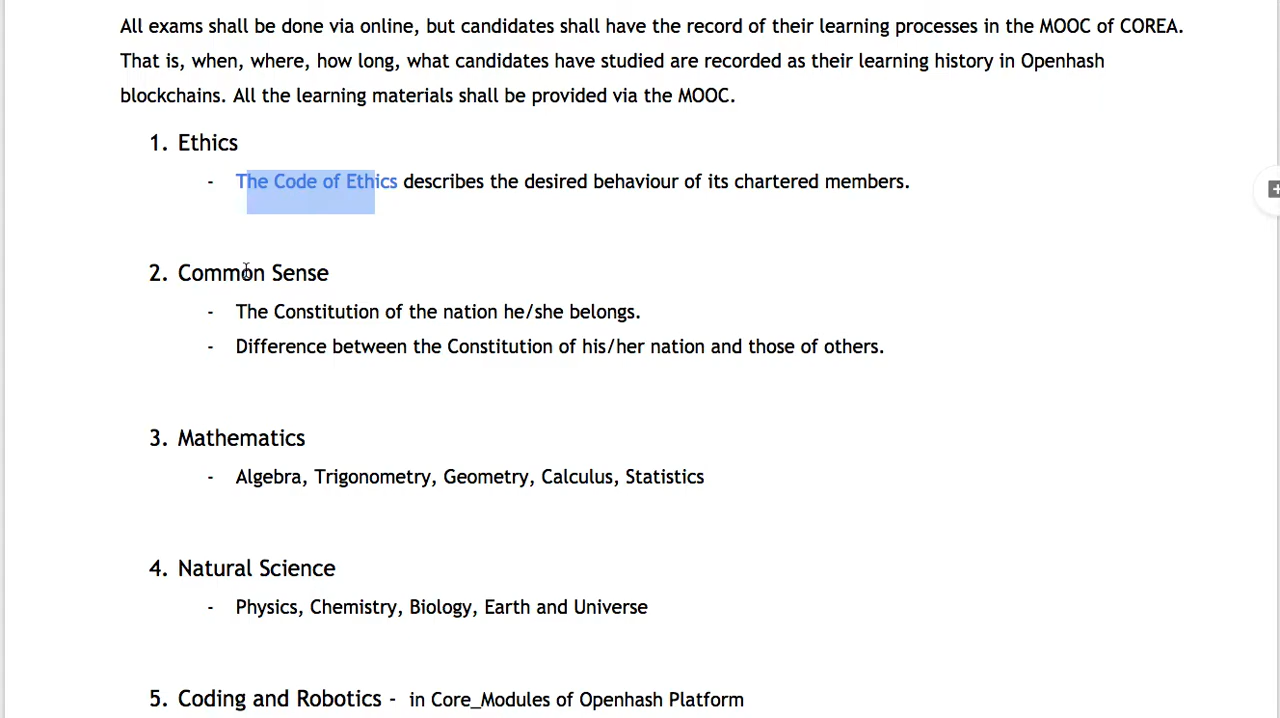 All exams shall be done via online, but candidates shall have the record of their learning processes in the MOOC of COREA.
That is, when, where, how long, what candidates have studied are recorded as their learning history in Openhash
blockchains. All the learning materials shall be provided via the MOOC.
1. Ethics
- The Code of Ethics describes the desired behaviour of its chartered members.
2. Common Sense
- The Constitution of the nation he/she belongs.
- Difference between the Constitution of his/her nation and those of others.
3. Mathematics
- Algebra, Trigonometry, Geometry, Calculus, Statistics
4. Natural Science
- Physics, Chemistry, Biology, Earth and Universe
5. Coding and Robotics - in Core_Modules of Openhash Platform